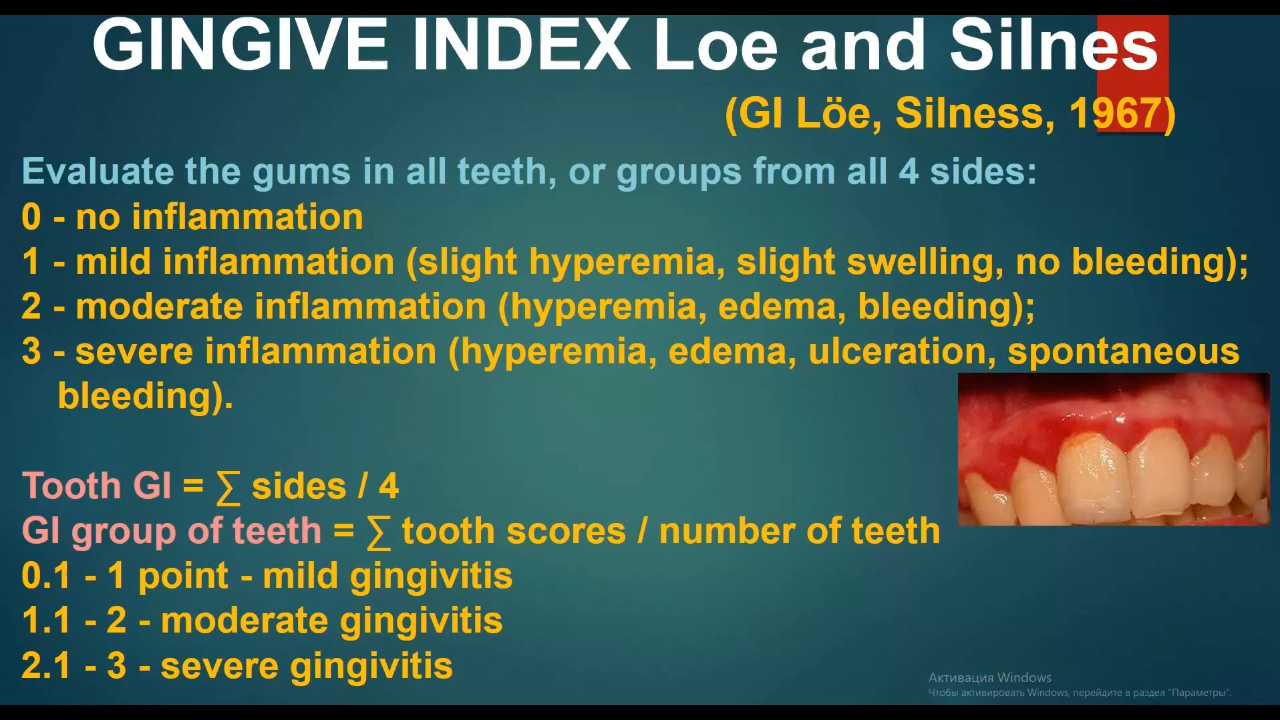 GINGIVE INDEX Loe and Silnes
(GI Löe, Silness, 1967)
Evaluate the gums in all teeth, or groups from all 4 sides:
0 - no inflammation
1 - mild inflammation (slight hyperemia, slight swelling, no bleeding);
2 - moderate inflammation (hyperemia, edema, bleeding);
3 - severe inflammation (hyperemia, edema, ulceration, spontaneous
bleeding).
Tooth GI = ∑ sides / 4
GI group of teeth = ∑ tooth scores / number of teeth
0.1 - 1 point - mild gingivitis
1.1 - 2 - moderate gingivitis
2.1 - 3 - severe gingivitis
Активация Windows
Чтобы активировать Windows, перейдите в раздел "Параметры".